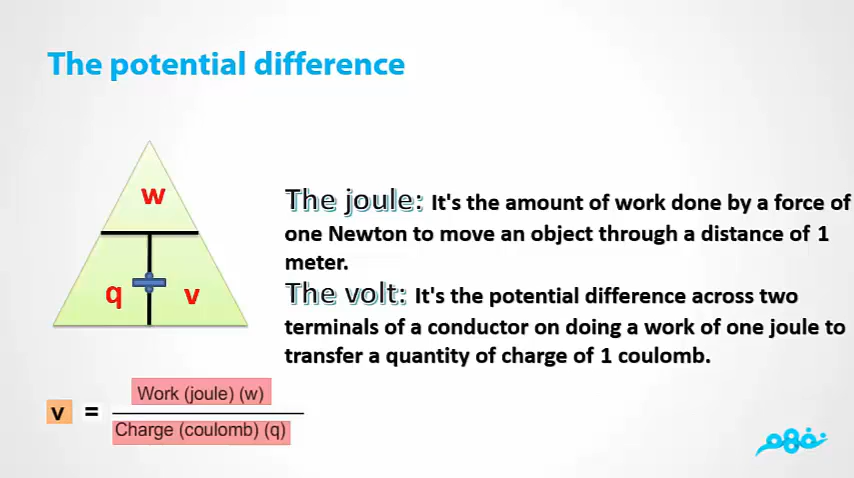 The potential difference
w
q v
The joule: It's the amount of work done by a force of
one Newton to move an object through a distance of 1
meter.
The volt: It's the potential difference across two
terminals of a conductor on doing a work of one joule to
transfer a quantity of charge of 1 coulomb.
v = Work (joule) (w)
Charge (coulomb) (q)
نفهم